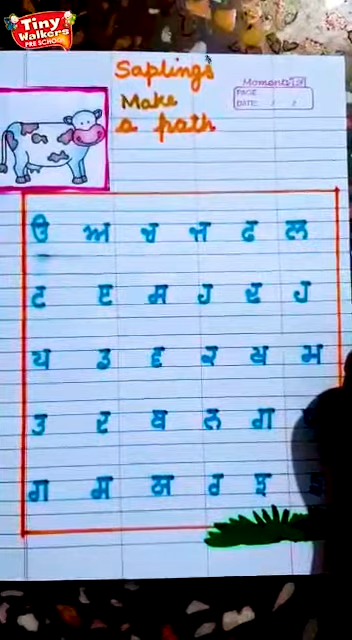 Tiny
Walkers
PRE SCHOOL
Saplings
Make
a path
Moments
PAGE
DATE: / /
ੳ ਅ ਚ ਜ ਢ ਲ
ਟ ੲ ਸ ਹ ੲ ਹ
ਯ ਤ ਖ ਮ
ਤ ੲ ਥ ਗ
ਗ ਸ ਰ ਝ